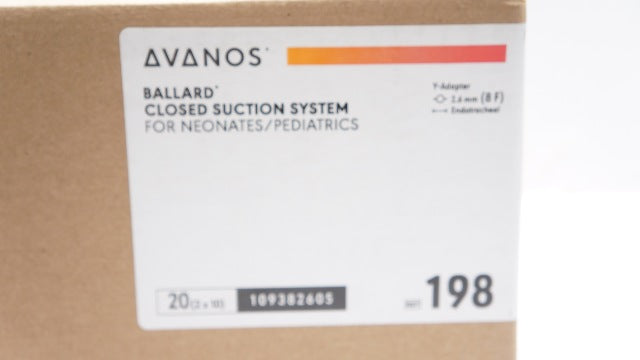 AVANOS*
BALLARD*
CLOSED SUCTION SYSTEM
FOR NEONATES/PEDIATRICS
Y-Adapter
2.6 mm (8 F)
Endotracheal
20 (2 x 10) 109382605
REF 198